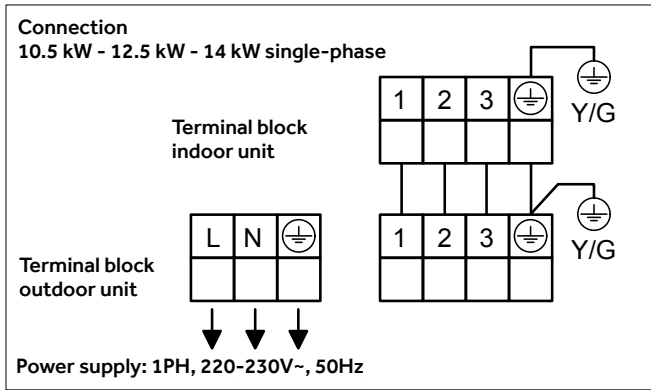 Connection
10.5 kW - 12.5 kW - 14 kW single-phase
1 2 3
Y/G
Terminal block
indoor unit
L N
1 2 3
Y/G
Terminal block
outdoor unit
Power supply: 1PH, 220-230V~, 50Hz